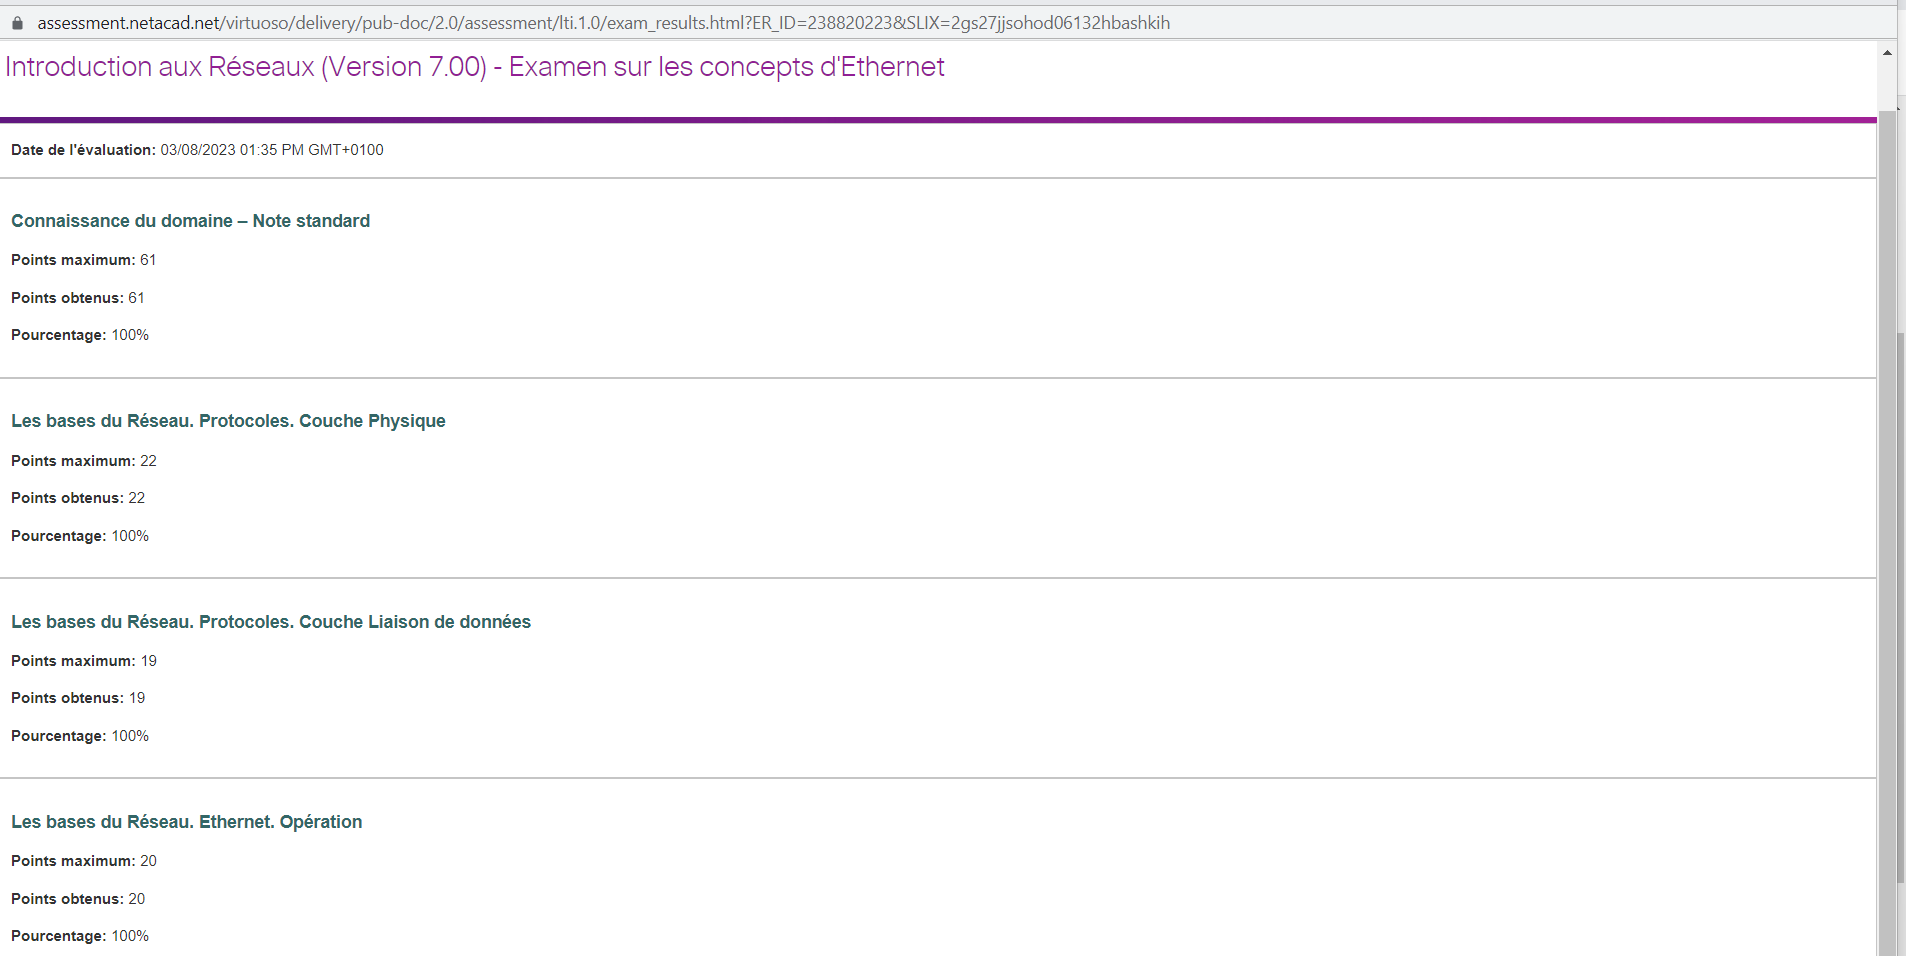 assessment.netacad.net/virtuoso/delivery/pub-doc/2.0/assessment/lti.1.0/exam_results.html?ER_ID=238820223&SLIX=2gs27jjsohod06132hbashkih
Introduction aux Réseaux (Version 7.00) - Examen sur les concepts d'Ethernet
Date de l'évaluation: 03/08/2023 01:35 PM GMT+0100
Connaissance du domaine – Note standard
Points maximum: 61
Points obtenus: 61
Pourcentage: 100%
Les bases du Réseau. Protocoles. Couche Physique
Points maximum: 22
Points obtenus: 22
Pourcentage: 100%
Les bases du Réseau. Protocoles. Couche Liaison de données
Points maximum: 19
Points obtenus: 19
Pourcentage: 100%
Les bases du Réseau. Ethernet. Opération
Points maximum: 20
Points obtenus: 20
Pourcentage: 100%